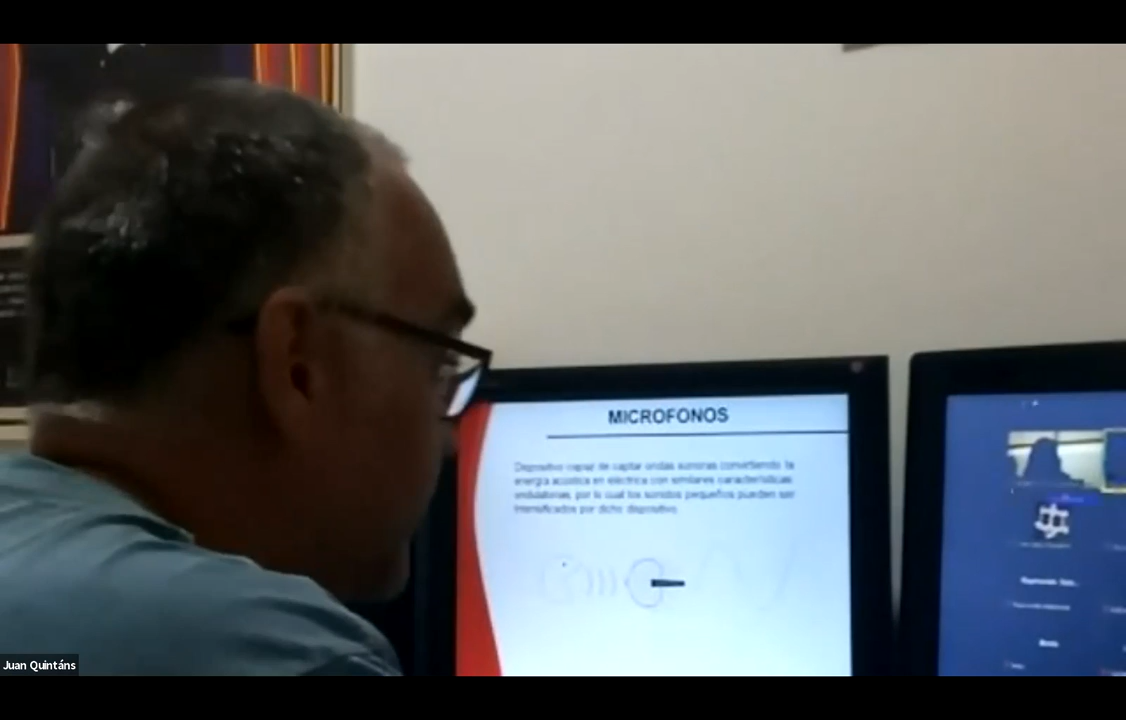 MICROFONOS
Dispositivo capaz de captar ondas sonoras convirtiendo la
energía acústica en eléctrica con similares características
ondulatorias, por lo cual los sonidos pequeños pueden ser
intensificados por dicho dispositivo.
Juan Quintáns